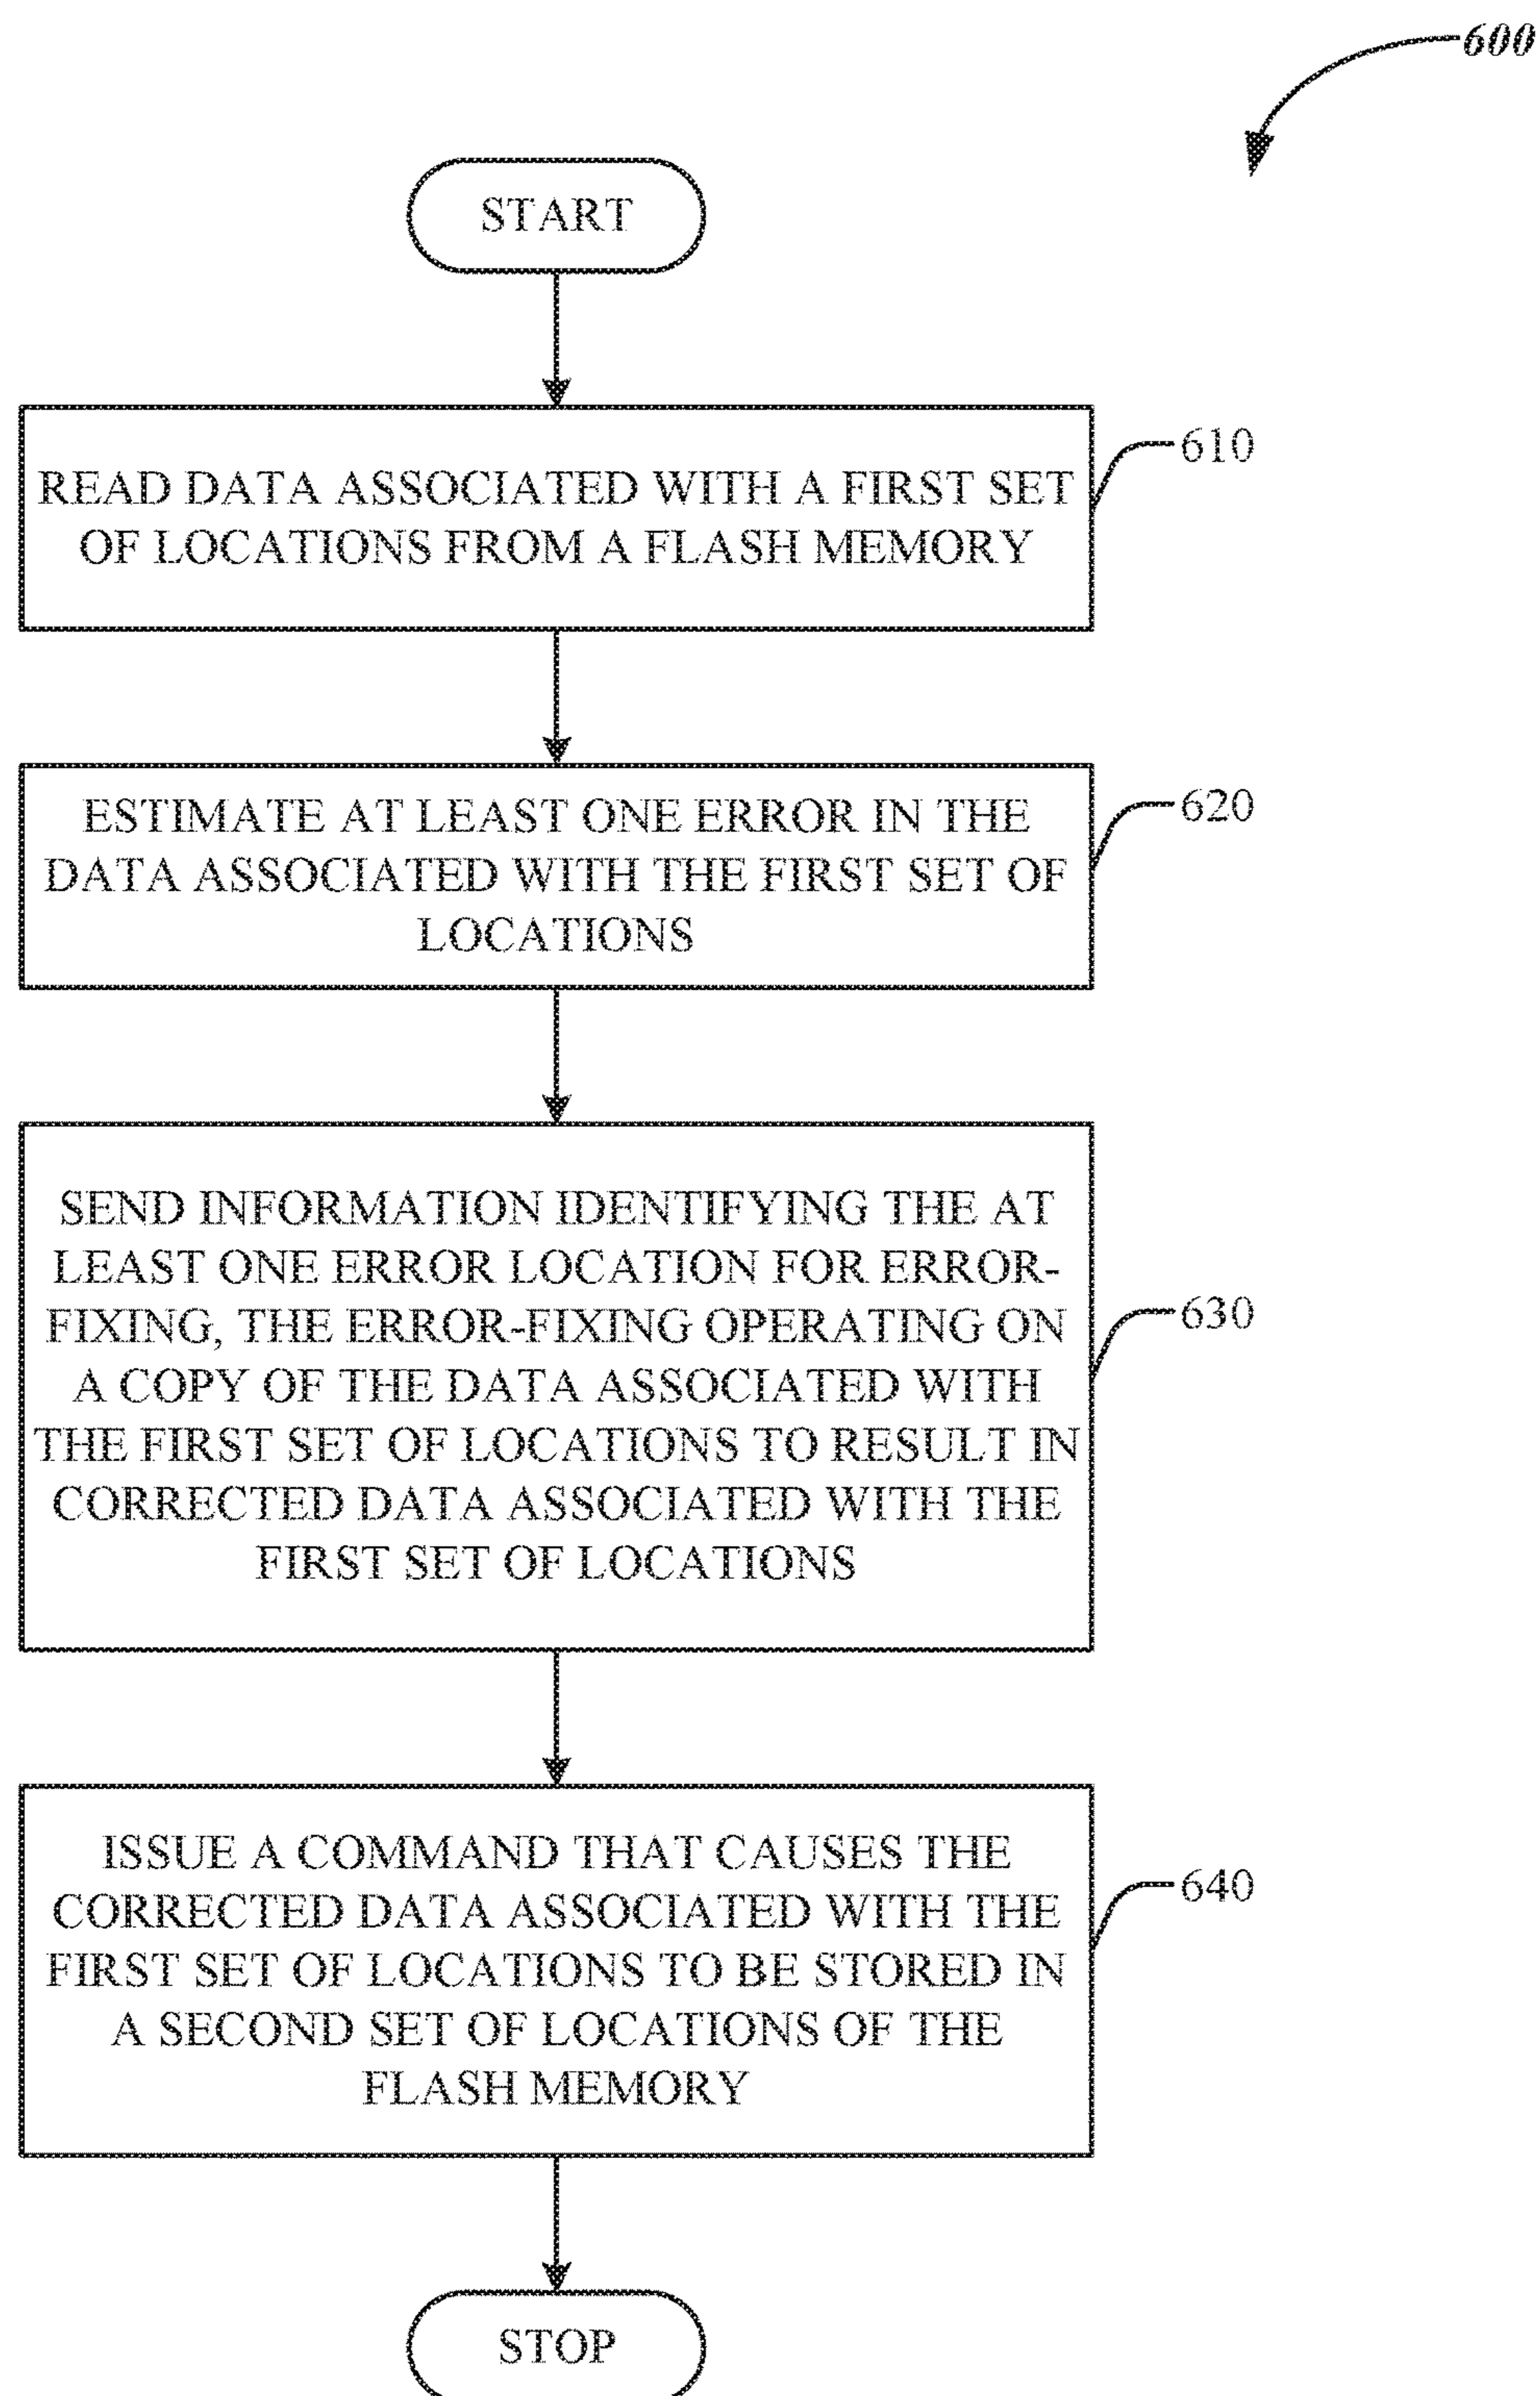 600
START
READ DATA ASSOCIATED WITH A FIRST SET
OF LOCATIONS FROM A FLASH MEMORY
610
ESTIMATE AT LEAST ONE ERROR IN THE
DATA ASSOCIATED WITH THE FIRST SET OF
LOCATIONS
620
SEND INFORMATION IDENTIFYING THE AT
LEAST ONE ERROR LOCATION FOR ERROR-
FIXING, THE ERROR-FIXING OPERATING ON
A COPY OF THE DATA ASSOCIATED WITH
THE FIRST SET OF LOCATIONS TO RESULT IN
CORRECTED DATA ASSOCIATED WITH THE
FIRST SET OF LOCATIONS
630
ISSUE A COMMAND THAT CAUSES THE
CORRECTED DATA ASSOCIATED WITH THE
FIRST SET OF LOCATIONS TO BE STORED IN
A SECOND SET OF LOCATIONS OF THE
FLASH MEMORY
640
STOP